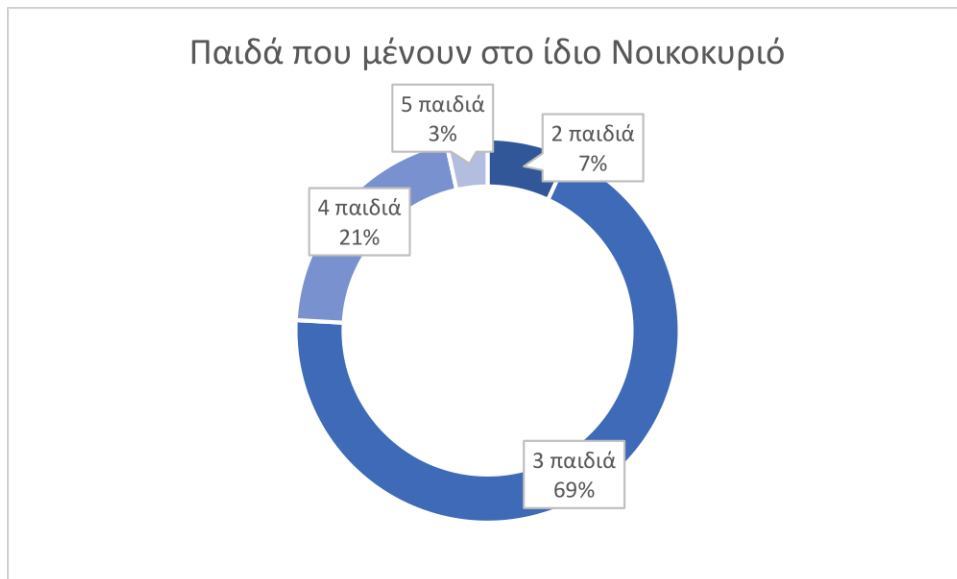 Παιδά που μένουν στο ίδιο Νοικοκυριό
5 παιδιά
3%
2 παιδιά
7%
4 παιδιά
21%
3 παιδιά
69%